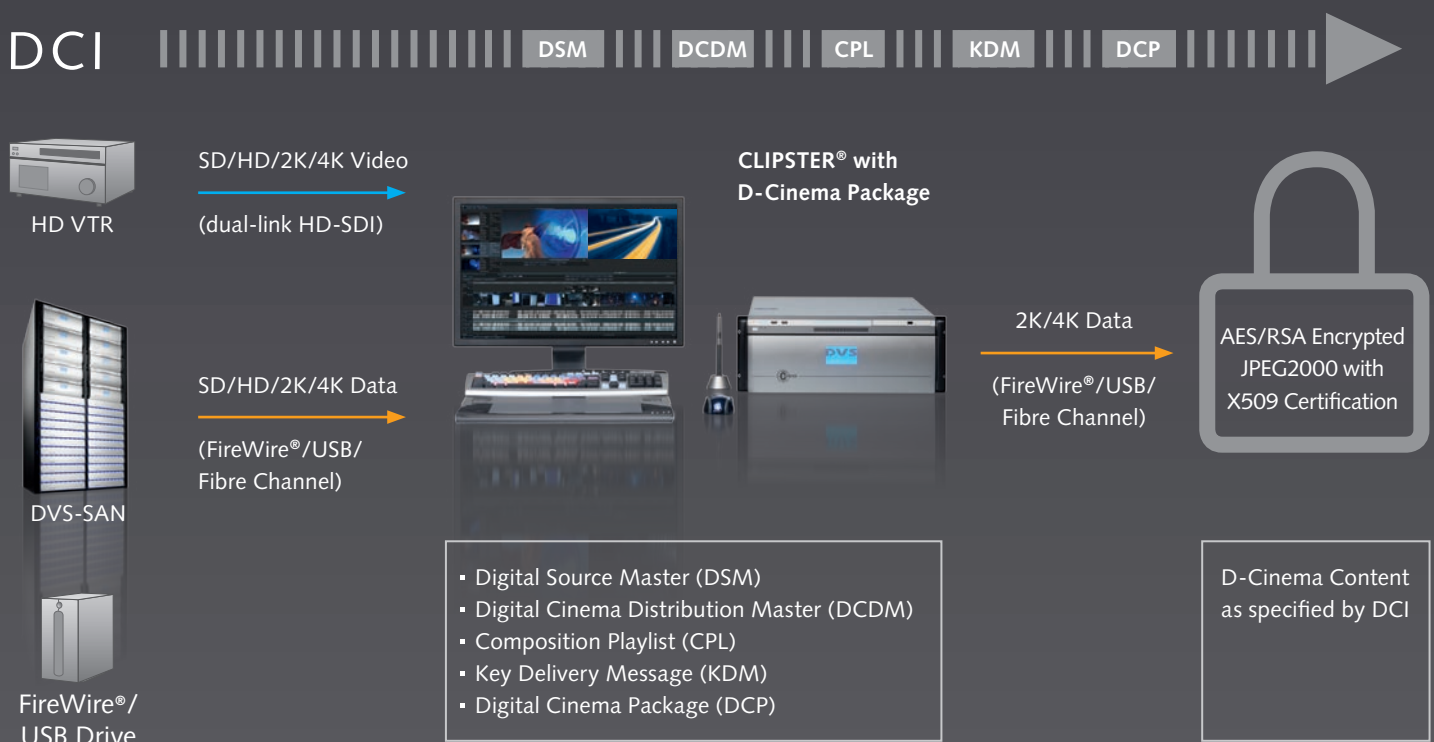 DCI
DSM
DCDM
CPL
KDM
DCP
HD VTR
SD/HD/2K/4K Video
(dual-link HD-SDI)
CLIPSTER® with
D-Cinema Package
DVS
DVS-SAN
SD/HD/2K/4K Data
(FireWire®/USB/
Fibre Channel)
2K/4K Data
(FireWire®/USB/
Fibre Channel)
AES/RSA Encrypted
JPEG2000 with
X509 Certification
FireWire®/
USB Drive
▪ Digital Source Master (DSM)
▪ Digital Cinema Distribution Master (DCDM)
▪ Composition Playlist (CPL)
▪ Key Delivery Message (KDM)
▪ Digital Cinema Package (DCP)
D-Cinema Content
as specified by DCI